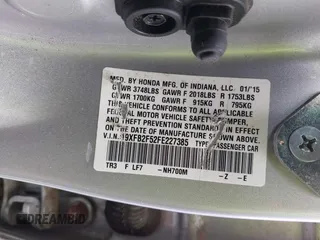 MFD. BY HONDA MFG. OF INDIANA, LLC. 01/15
GVWR 3748LBS GAWR F 2018LBS R 1753LBS
GVWR 1700KG GAWR F 915KG R 795KG
THIS VEHICLE CONFORMS TO ALL APPLICABLE
FEDERAL MOTOR VEHICLE SAFETY, BUMPER,
AND THEFT PREVENTION STANDARDS IN EFFECT
ON THE DATE OF MANUFACTURE SHOWN ABOVE.
V.I.N. 19XFB2F52FE227385 TYPE: PASSENGER CAR
TR3 F LF7 -NH700M -Z -E
DREAMBID